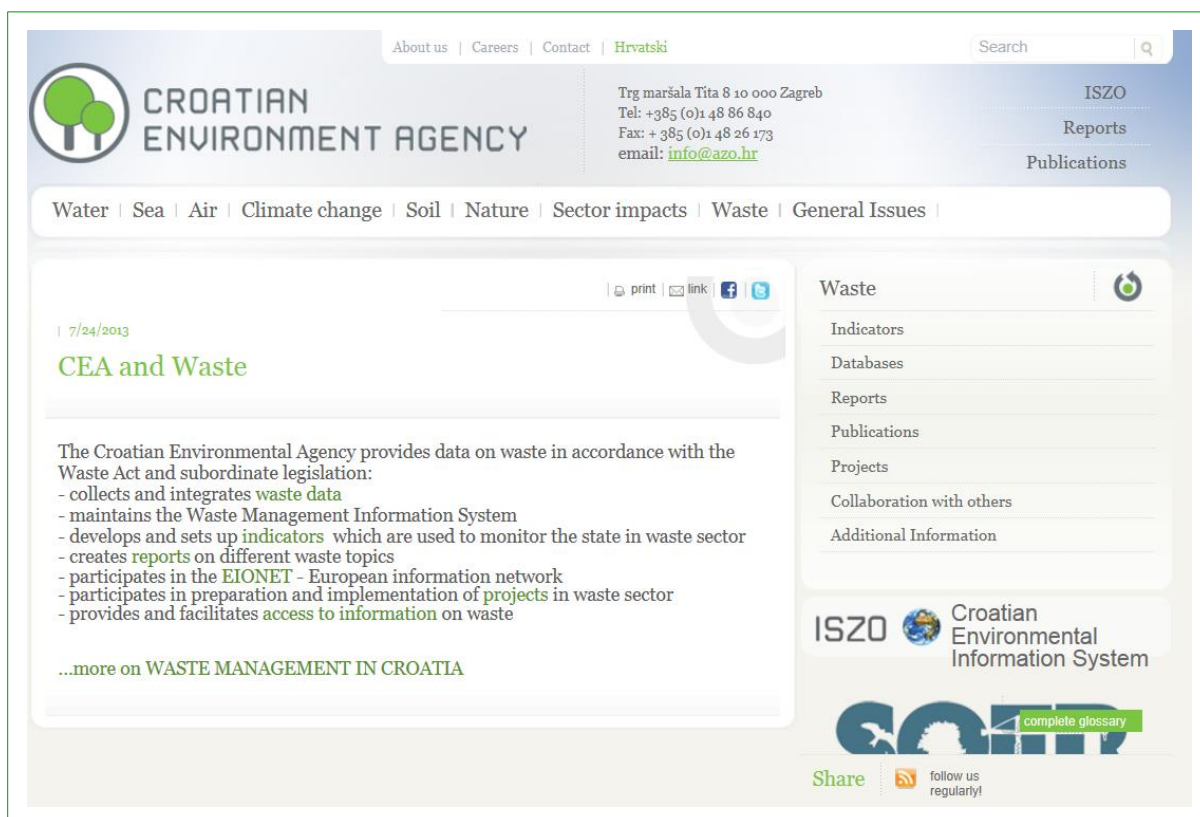 About us | Careers | Contact | Hrvatski
Search
CROATIAN
ENVIRONMENT AGENCY
Trg maršala Tita 8 10 000 Zagreb
Tel: +385 (0)1 48 86 840
Fax: + 385 (0)1 48 26 173
email: info@azo.hr
ISZO
Reports
Publications
Water | Sea | Air | Climate change | Soil | Nature | Sector impacts | Waste | General Issues |
| print | link | |
| 7/24/2013
CEA and Waste
The Croatian Environmental Agency provides data on waste in accordance with the
Waste Act and subordinate legislation:
- collects and integrates waste data
- maintains the Waste Management Information System
- develops and sets up indicators which are used to monitor the state in waste sector
- creates reports on different waste topics
- participates in the EIONET - European information network
- participates in preparation and implementation of projects in waste sector
- provides and facilitates access to information on waste
...more on WASTE MANAGEMENT IN CROATIA
Waste
Indicators
Databases
Reports
Publications
Projects
Collaboration with others
Additional Information
ISZO
Croatian
Environmental
Information System
complete glossary
Share
follow us
regularly!